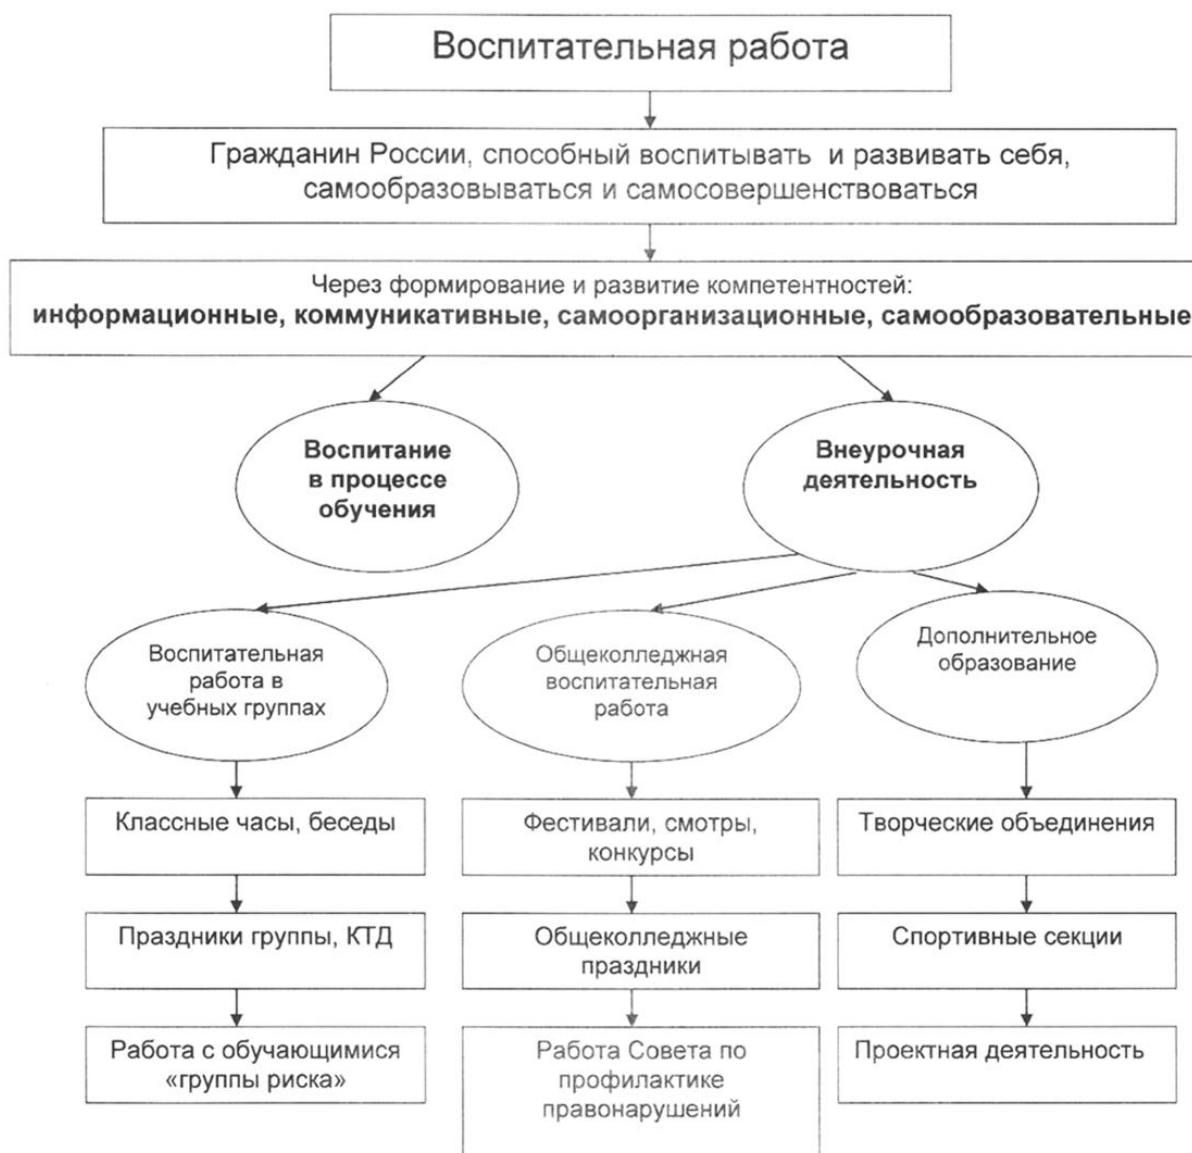 Воспитательная работа
Гражданин России, способный воспитывать и развивать себя,
самообразовываться и самосовершенствоваться
Через формирование и развитие компетентностей:
информационные, коммуникативные, самоорганизационные, самообразовательные
Воспитание
в процессе
обучения
Внеурочная
деятельность
Воспитательная
работа в
учебных группах
Общеколледжная
воспитательная
работа
Дополнительное
образование
Классные часы, беседы
Фестивали, смотры,
конкурсы
Творческие объединения
Праздники группы, КТД
Общеколледжные
праздники
Спортивные секции
Работа с обучающимися
«группы риска»
Работа Совета по
профилактике
правонарушений
Проектная деятельность